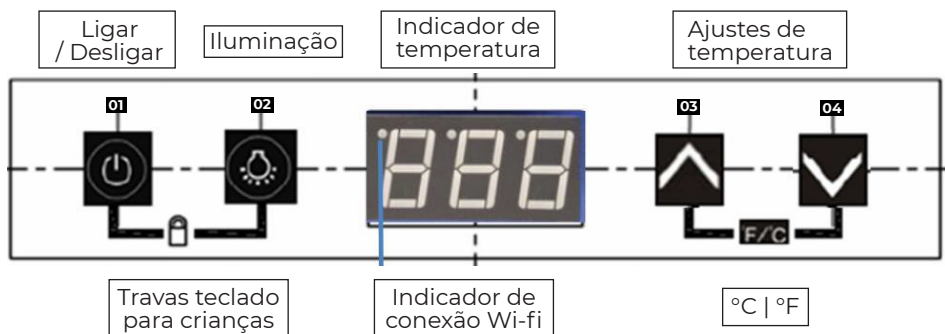 Ligar
/ Desligar
Iluminação
Indicador de
temperatura
Ajustes de
temperatura
01
02
03
04
888
°F/°C
Travas teclado
para crianças
Indicador de
conexão Wi-fi
°C | °F